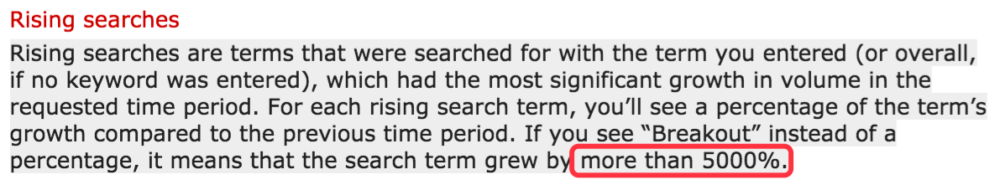 Rising searches
Rising searches are terms that were searched for with the term you entered (or overall,
if no keyword was entered), which had the most significant growth in volume in the
requested time period. For each rising search term, you’ll see a percentage of the term’s
growth compared to the previous time period. If you see “Breakout” instead of a
percentage, it means that the search term grew by more than 5000%.